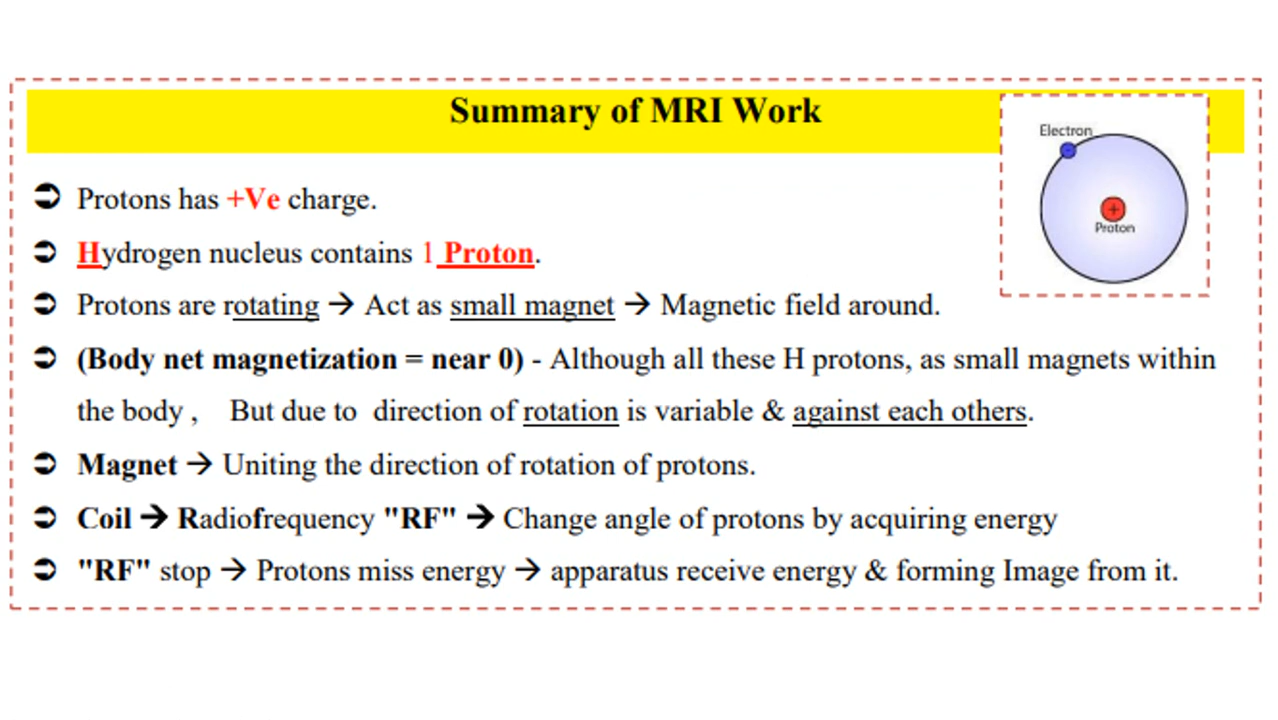 Summary of MRI Work
Electron
+
Proton
Protons has +Ve charge.
Hydrogen nucleus contains 1 Proton.
Protons are rotating → Act as small magnet → Magnetic field around.
(Body net magnetization = near 0) - Although all these H protons, as small magnets within
the body , But due to direction of rotation is variable & against each others.
Magnet → Uniting the direction of rotation of protons.
Coil → Radiofrequency "RF" → Change angle of protons by acquiring energy
"RF" stop → Protons miss energy → apparatus receive energy & forming Image from it.